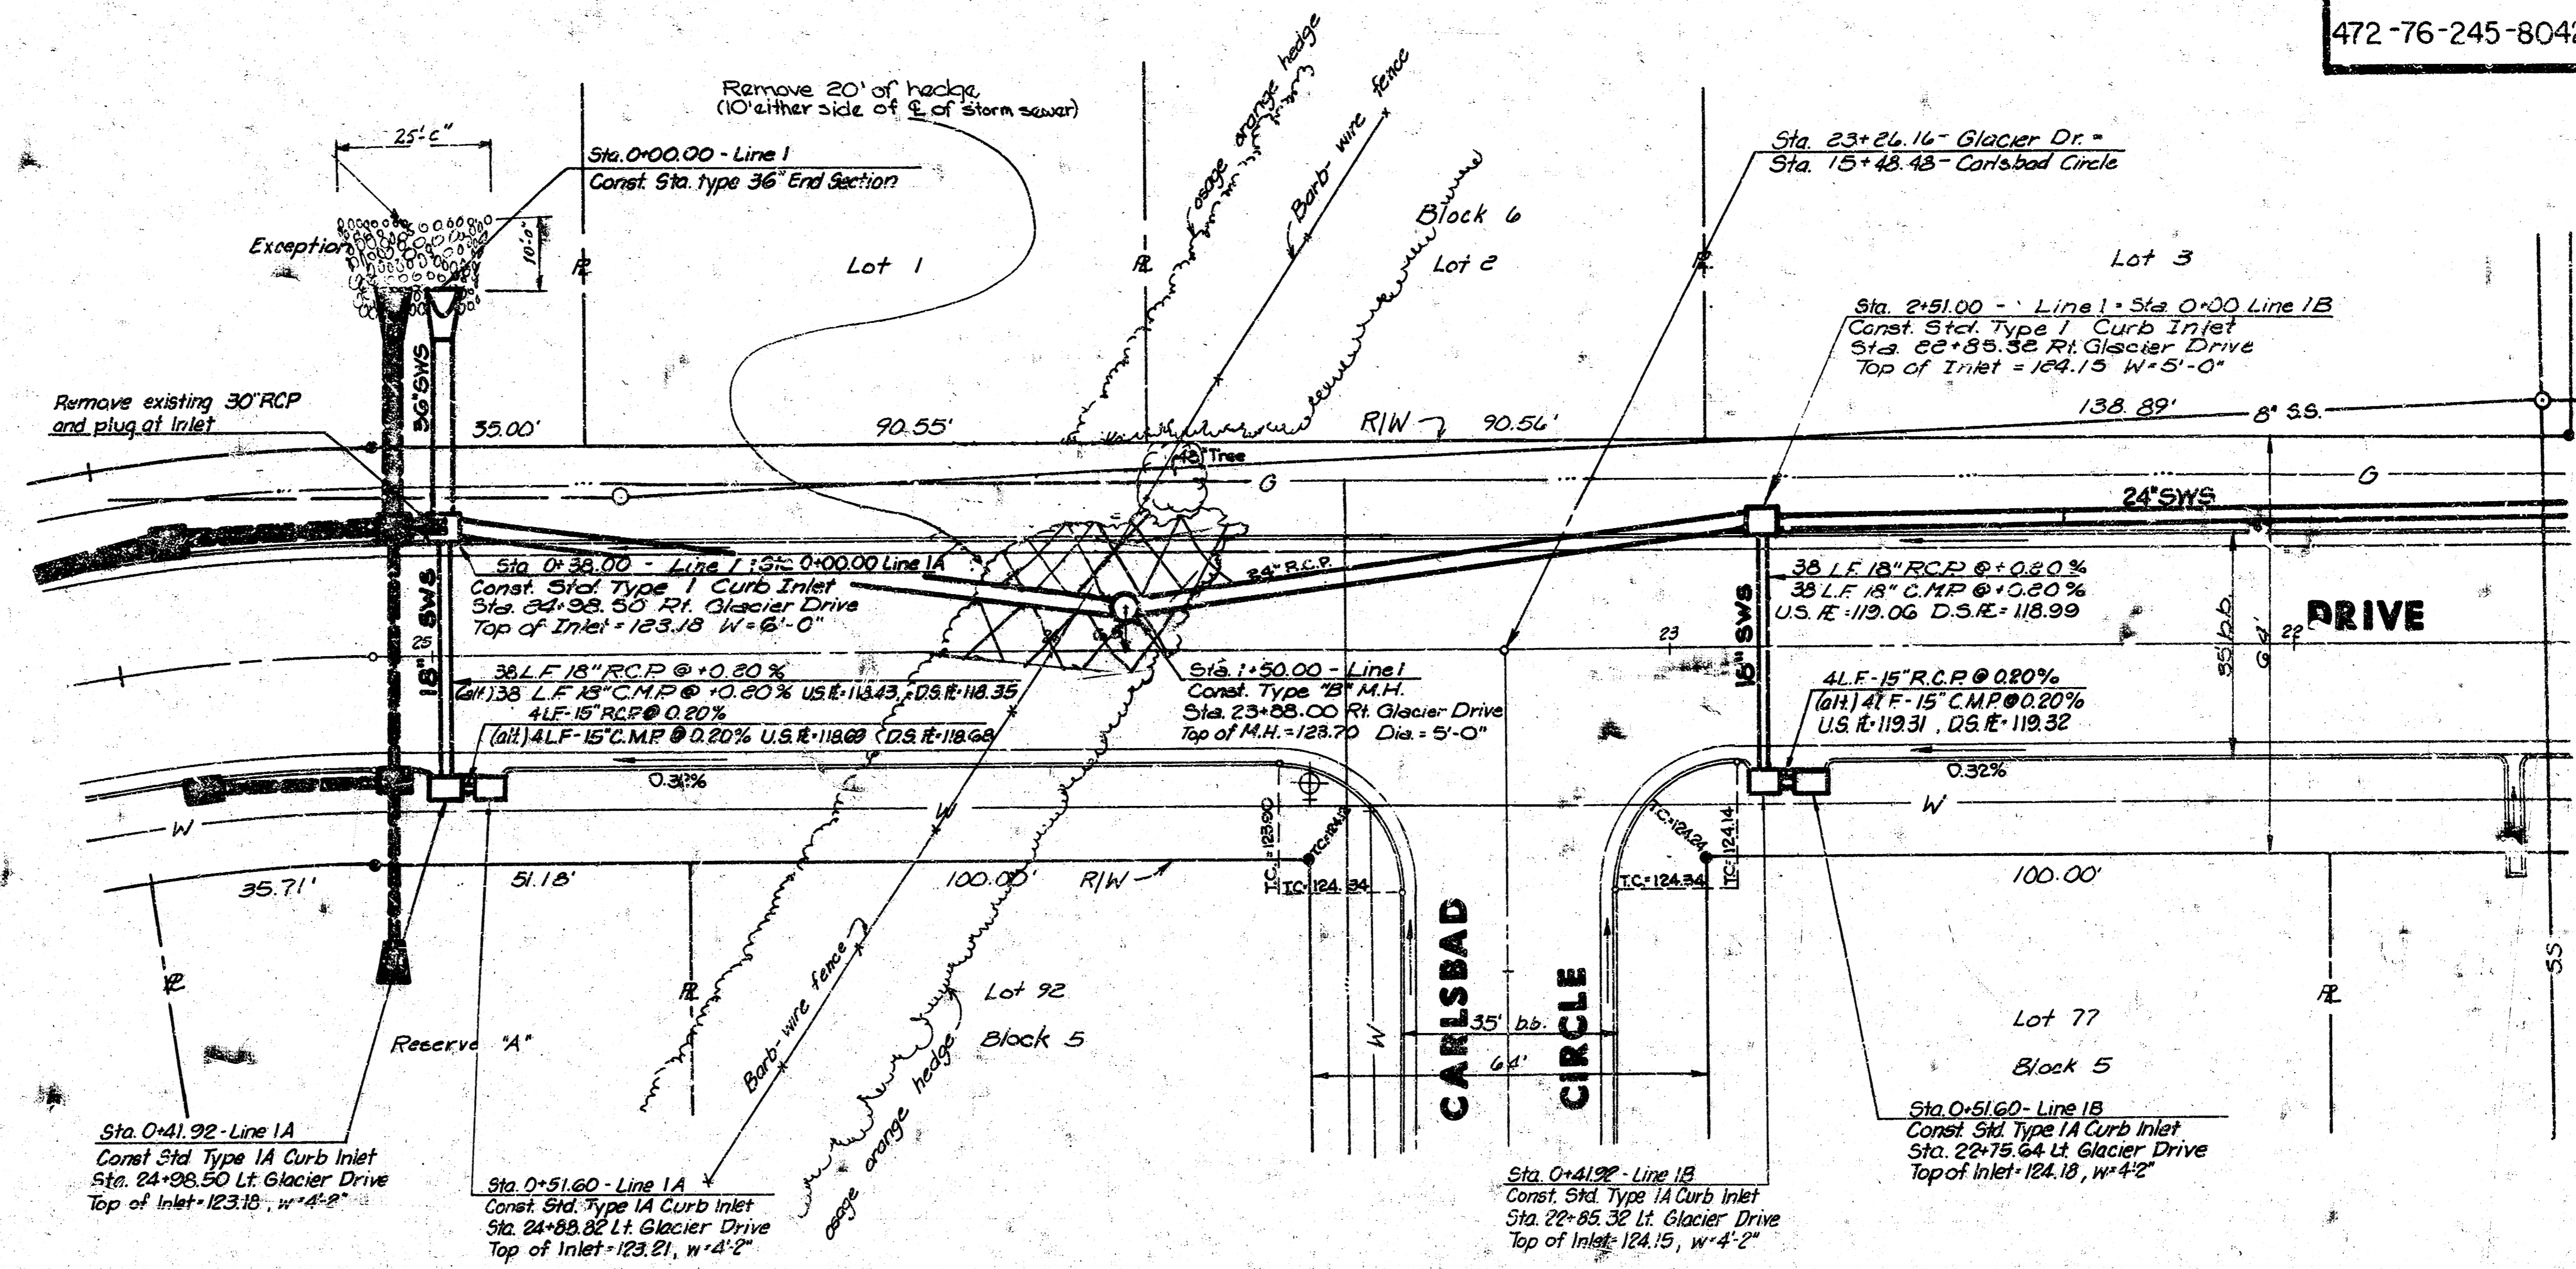 472-76-245-8042
Remove 20' of hedge
(10' either side of ℄ of storm sewer)
25'-0"
Sta. 0+00.00 - Line 1
Const. Sta. type 36" End Section
Exception
10'-0"
℄
Lot 1
osage orange hedge
Barb-wire fence
Block 6
Lot 2
Sta. 23+26.16 - Glacier Dr. =
Sta. 15+48.48 - Carlsbad Circle
Lot 3
Sta. 2+51.00 - Line 1 = Sta 0+00 Line 1B
Const. Std. Type 1 Curb Inlet
Sta. 22+85.32 Rt. Glacier Drive
Top of Inlet = 124.15 W=5'-0"
Remove existing 30" RCP
and plug at Inlet
36" SWS
35.00'
90.55'
R/W
90.56'
138.89'
8" S.S.
48" Tree
G
G
24" SWS
Sta 0+38.00 - Line 1 = Sta 0+00.00 Line 1A
Const. Std. Type 1 Curb Inlet
Sta. 24+98.50 Rt. Glacier Drive
Top of Inlet = 123.18 W=6'-0"
24" R.C.P.
38 L.F. 18" R.C.P. @ +0.20%
38 L.F. 18" C.M.P. @ +0.20%
U.S. ℄ = 119.06 D.S. ℄ = 118.99
DRIVE
18" SWS
25
24
23
22
18" SWS
35' b.b.
64'
38 L.F. 18" R.C.P. @ +0.20%
(alt.) 38 L.F. 18" C.M.P. @ +0.20% U.S. ℄ = 118.43, D.S. ℄ = 118.35
4 L.F. - 15" RCP @ 0.20%
(alt.) 4 L.F. - 15" C.M.P. @ 0.20% U.S. ℄ = 118.69 D.S. ℄ = 118.68
Sta. 1+50.00 - Line 1
Const. Type "B" M.H.
Sta. 23+88.00 Rt. Glacier Drive
Top of M.H. = 123.70 Dia. = 5'-0"
4 L.F. - 15" R.C.P. @ 0.20%
(alt.) 4 L.F. - 15" C.M.P. @ 0.20%
U.S. ℄ = 119.31, D.S. ℄ = 119.32
0.32%
0.32%
W
W
W
T.C. = 123.90
T.C. = 124.34
T.C. = 124.24
T.C. = 124.14
T.C. = 124.34
35.71'
51.18'
100.00'
R/W
100.00'
CARLSBAD
CIRCLE
Barb-wire fence
Lot 92
Block 5
osage orange hedge
Reserve "A"
W
35' b.b.
64'
Lot 77
Block 5
S.S
Sta. 0+41.92 - Line 1A
Const Std Type 1A Curb Inlet
Sta. 24+98.50 Lt. Glacier Drive
Top of Inlet = 123.18, w = 4'-2"
Sta. 0+51.60 - Line 1A
Const. Std. Type 1A Curb Inlet
Sta. 24+88.82 Lt. Glacier Drive
Top of Inlet = 123.21, w = 4'-2"
Sta. 0+41.92 - Line 1B
Const. Std. Type 1A Curb Inlet
Sta. 22+85.32 Lt. Glacier Drive
Top of Inlet = 124.15, w = 4'-2"
Sta. 0+51.60 - Line 1B
Const. Std. Type 1A Curb Inlet
Sta. 22+75.64 Lt. Glacier Drive
Top of Inlet = 124.18, w = 4'-2"